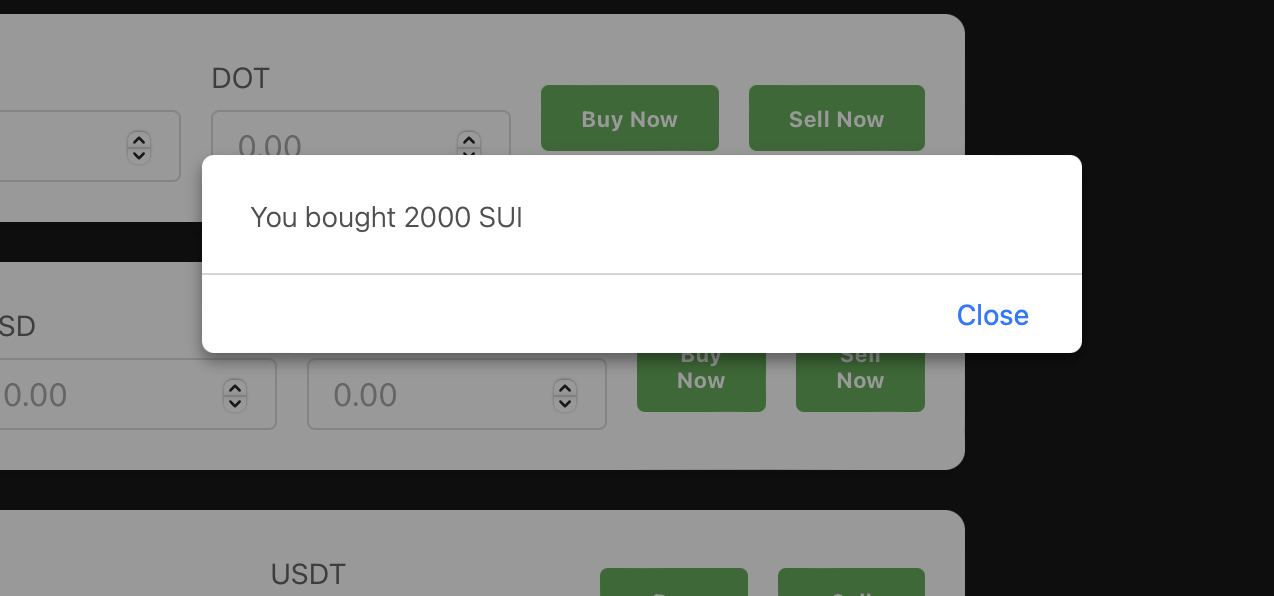 DOT
0.00
Buy Now
Sell Now
You bought 2000 SUI
Close
SD
0.00
0.00
Buy
Now
Sell
Now
USDT